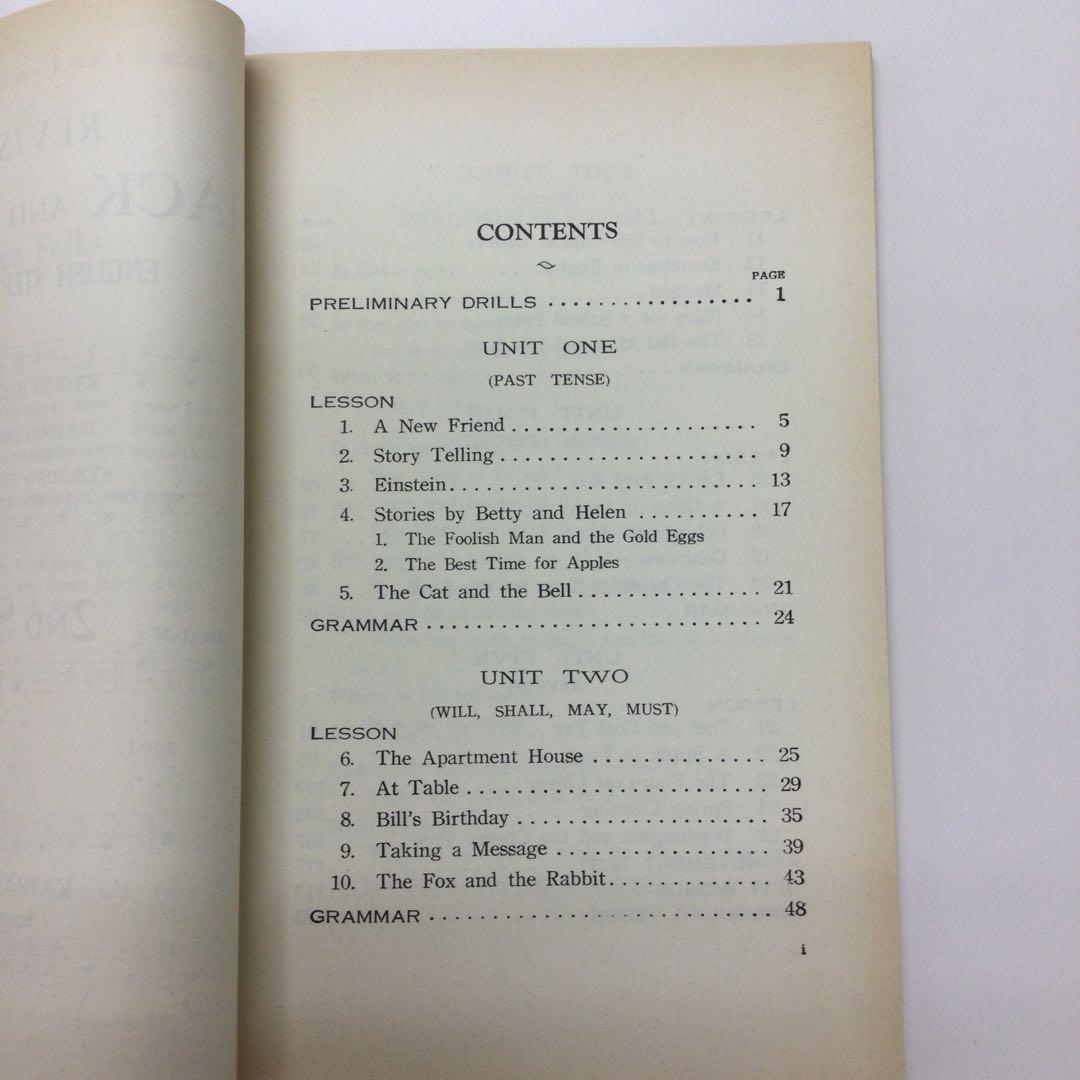 CONTENTS
PAGE
PRELIMINARY DRILLS ................. 1
UNIT ONE
(PAST TENSE)
LESSON
1. A New Friend ..................... 5
2. Story Telling ...................... 9
3. Einstein .......................... 13
4. Stories by Betty and Helen .......... 17
1. The Foolish Man and the Gold Eggs
2. The Best Time for Apples
5. The Cat and the Bell ................ 21
GRAMMAR ............................ 24
UNIT TWO
(WILL, SHALL, MAY, MUST)
LESSON
6. The Apartment House .............. 25
7. At Table .......................... 29
8. Bill's Birthday ..................... 35
9. Taking a Message .................. 39
10. The Fox and the Rabbit ............. 43
GRAMMAR ............................. 48
i